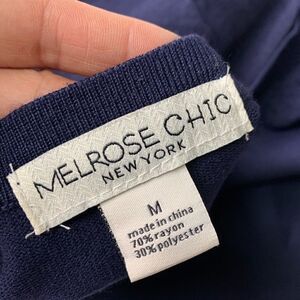 MELROSE CHIC
NEW YORK
M
made in china
70% rayon
30% polyester